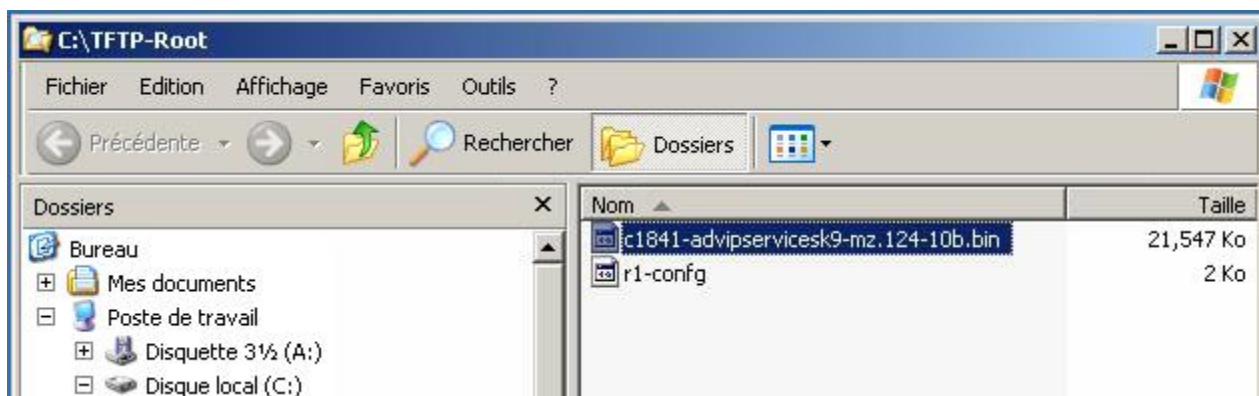 C:\TFTP-Root
Fichier Edition Affichage Favoris Outils ?
Précédente Rechercher Dossiers
Dossiers
Nom Taille
c1841-advipservicesk9-mz.124-10b.bin 21,547 Ko
r1-confg 2 Ko
Bureau
Mes documents
Poste de travail
Disquette 3½ (A:)
Disque local (C:)